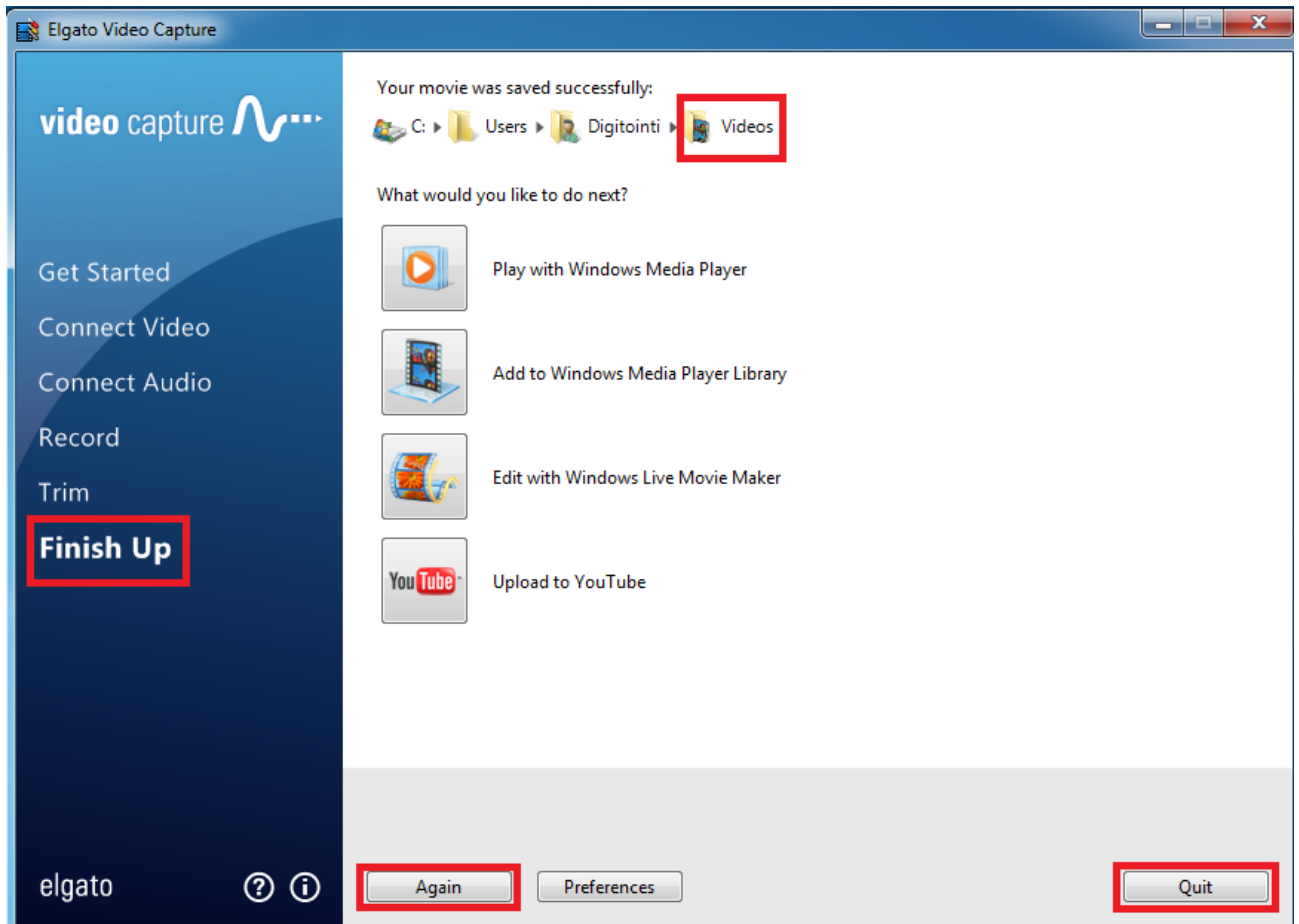 Elgato Video Capture
video capture
Get Started
Connect Video
Connect Audio
Record
Trim
Finish Up
elgato
Your movie was saved successfully:
C: Users Digitointi Videos
What would you like to do next?
Play with Windows Media Player
Add to Windows Media Player Library
Edit with Windows Live Movie Maker
YouTube
Upload to YouTube
Again
Preferences
Quit